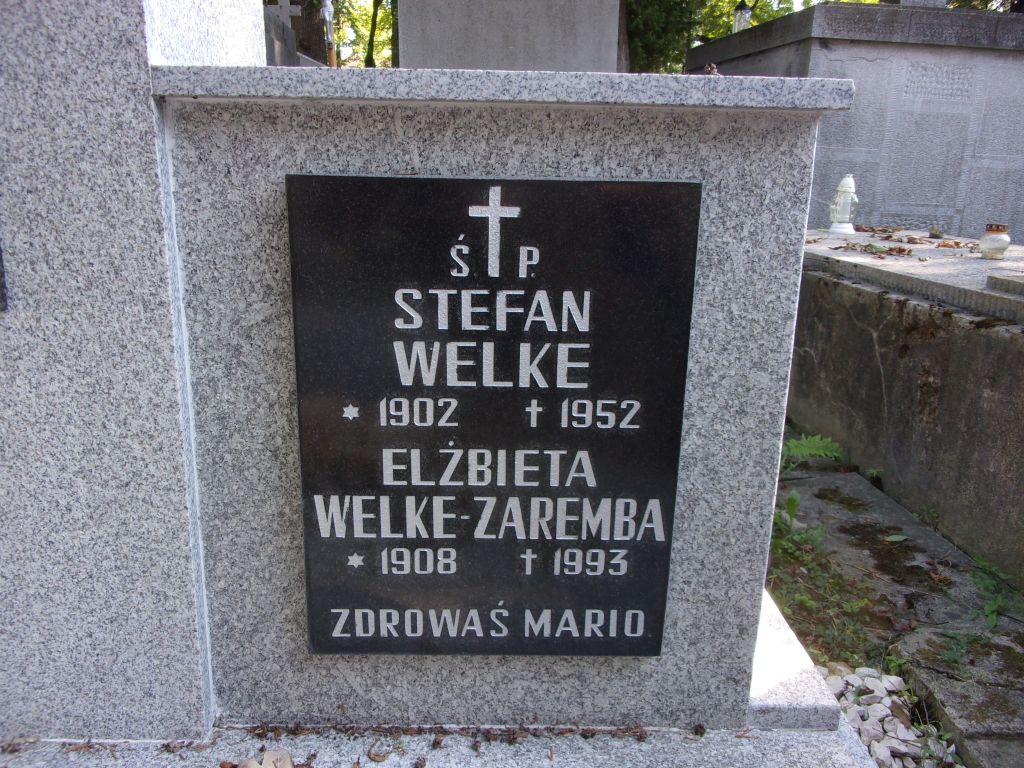 Ś. P.
STEFAN
WELKE
* 1902 † 1952
ELŻBIETA
WELKE-ZAREMBA
* 1908 † 1993
ZDROWAŚ MARIO